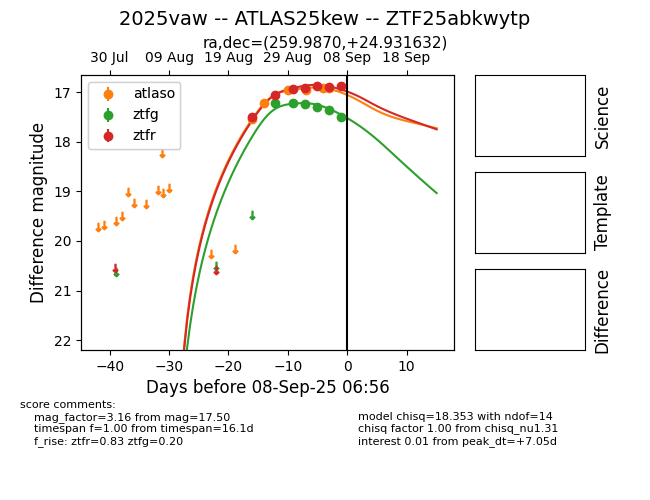 2025vaw -- ATLAS25kew -- ZTF25abkwytp
ra,dec=(259.9870,+24.931632)
30 Jul 09 Aug 19 Aug 29 Aug 08 Sep 18 Sep
atlaso
ztfg
ztfr
17
18
19
20
21
22
Difference magnitude
−40 −30 −20 −10 0 10
Days before 08-Sep-25 06:56
Science
Template
Difference
score comments:
mag_factor=3.16 from mag=17.50
timespan f=1.00 from timespan=16.1d
f_rise: ztfr=0.83 ztfg=0.20
model chisq=18.353 with ndof=14
chisq factor 1.00 from chisq_nu1.31
interest 0.01 from peak_dt=+7.05d